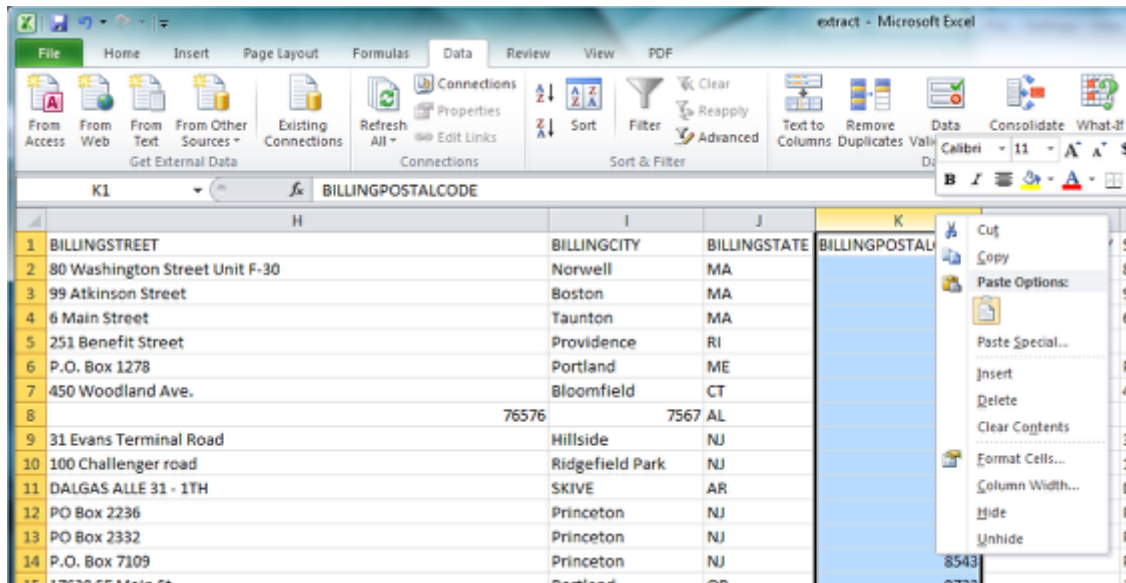 extract - Microsoft Excel
File Home Insert Page Layout Formulas Data Review View PDF
From Access
From Web
From Text
From Other Sources
Existing Connections
Get External Data
Refresh All
Connections
Properties
Edit Links
Connections
Sort
Filter
Clear
Reapply
Advanced
Sort & Filter
Text to Columns
Remove Duplicates
Data
Consolidate
What-If
Calibri 11
B I A
K1 fx BILLINGPOSTALCODE
H I J K
1 BILLINGSTREET BILLINGCITY BILLINGSTATE
2 80 Washington Street Unit F-30 Norwell MA
3 99 Atkinson Street Boston MA
4 6 Main Street Taunton MA
5 251 Benefit Street Providence RI
6 P.O. Box 1278 Portland ME
7 450 Woodland Ave. Bloomfield CT
8 76576 7567 AL
9 31 Evans Terminal Road Hillside NJ
10 100 Challenger road Ridgefield Park NJ
11 DALGAS ALLE 31 - 1TH SKIVE AR
12 PO Box 2236 Princeton NJ
13 PO Box 2332 Princeton NJ
14 P.O. Box 7109 Princeton NJ 8543
Cut
Copy
Paste Options:
Paste Special...
Insert
Delete
Clear Contents
Format Cells...
Column Width...
Hide
Unhide